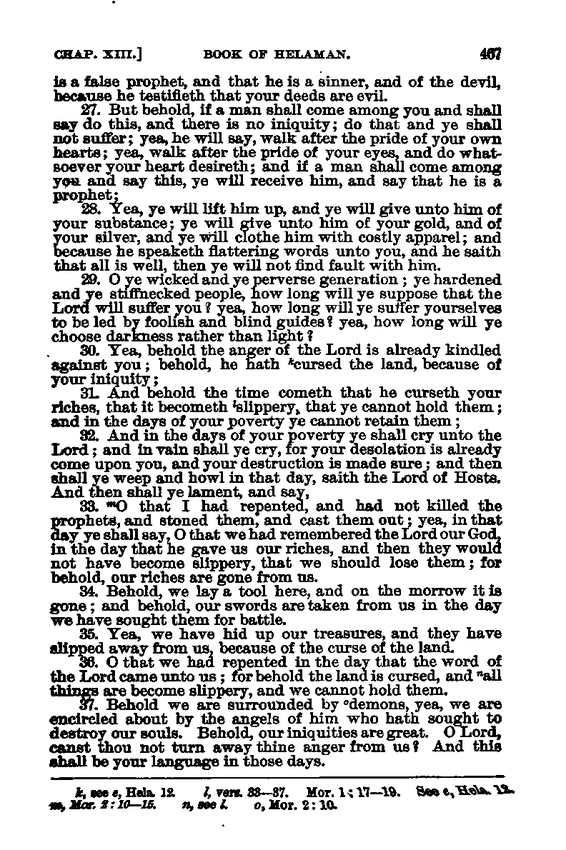 CHAP. XIII.] BOOK OF HELAMAN. 467
is a false prophet, and that he is a sinner, and of the devil,
because he testifieth that your deeds are evil.
27. But behold, if a man shall come among you and shall
say do this, and there is no iniquity; do that and ye shall
not suffer; yea, he will say, walk after the pride of your own
hearts; yea, walk after the pride of your eyes, and do what-
soever your heart desireth; and if a man shall come among
you and say this, ye will receive him, and say that he is a
prophet;
28. Yea, ye will lift him up, and ye will give unto him of
your substance; ye will give unto him of your gold, and of
your silver, and ye will clothe him with costly apparel; and
because he speaketh flattering words unto you, and he saith
that all is well, then ye will not find fault with him.
29. O ye wicked and ye perverse generation; ye hardened
and ye stiffnecked people, how long will ye suppose that the
Lord will suffer you? yea, how long will ye suffer yourselves
to be led by foolish and blind guides? yea, how long will ye
choose darkness rather than light?
30. Yea, behold the anger of the Lord is already kindled
against you; behold, he hath ᵏcursed the land, because of
your iniquity;
31. And behold the time cometh that he curseth your
riches, that it becometh ˡslippery, that ye cannot hold them;
and in the days of your poverty ye cannot retain them;
32. And in the days of your poverty ye shall cry unto the
Lord; and in vain shall ye cry, for your desolation is already
come upon you, and your destruction is made sure; and then
shall ye weep and howl in that day, saith the Lord of Hosts.
And then shall ye lament, and say,
33. ᵐO that I had repented, and had not killed the
prophets, and stoned them, and cast them out; yea, in that
day ye shall say, O that we had remembered the Lord our God,
in the day that he gave us our riches, and then they would
not have become slippery, that we should lose them; for
behold, our riches are gone from us.
34. Behold, we lay a tool here, and on the morrow it is
gone; and behold, our swords are taken from us in the day
we have sought them for battle.
35. Yea, we have hid up our treasures, and they have
slipped away from us, because of the curse of the land.
36. O that we had repented in the day that the word of
the Lord came unto us; for behold the land is cursed, and ⁿall
things are become slippery, and we cannot hold them.
37. Behold we are surrounded by ᵒdemons, yea, we are
encircled about by the angels of him who hath sought to
destroy our souls. Behold, our iniquities are great. O Lord,
canst thou not turn away thine anger from us? And this
shall be your language in those days.
k, see e, Hela. 12. l, vers. 33—37. Mor. 1: 17—19. See e, Hela. 12.
m, Mor. 2: 10—15. n, see l. o, Mor. 2: 10.